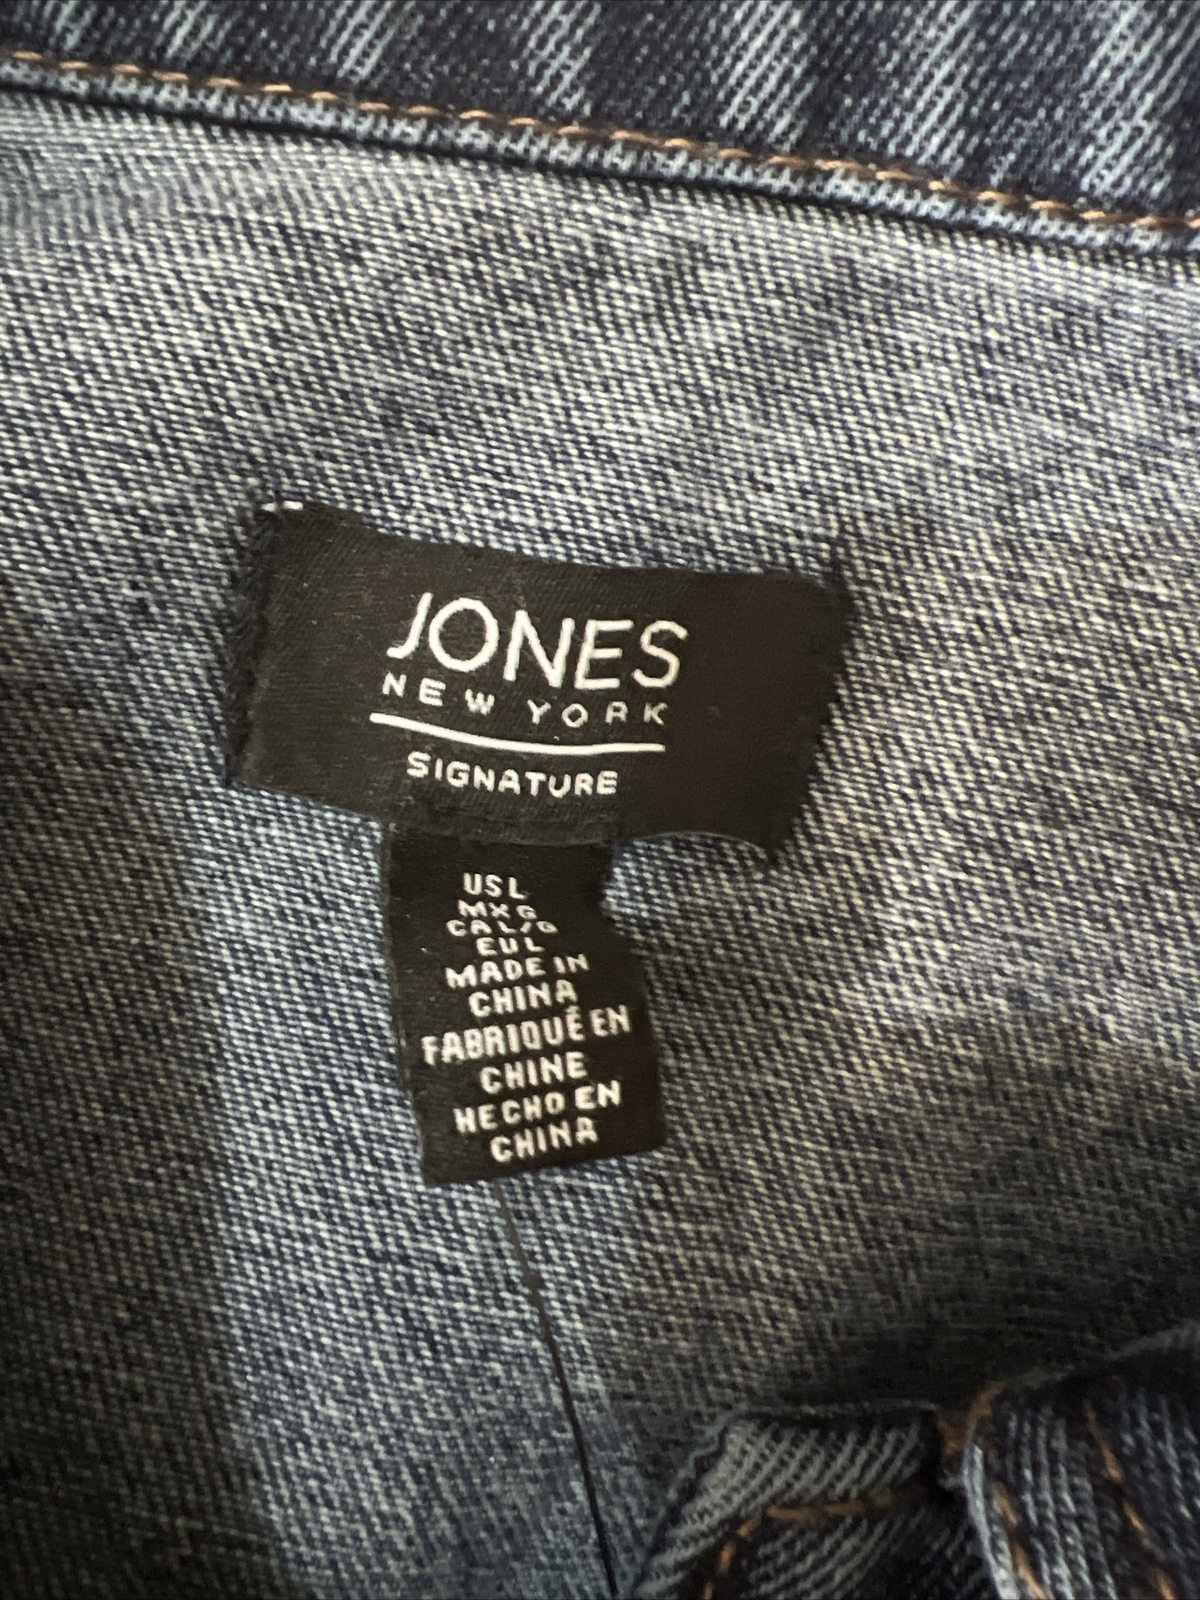 JONES
NEW YORK
SIGNATURE
US L
MX G
CA L/G
EU L
MADE IN
CHINA
FABRIQUÉ EN
CHINE
HECHO EN
CHINA